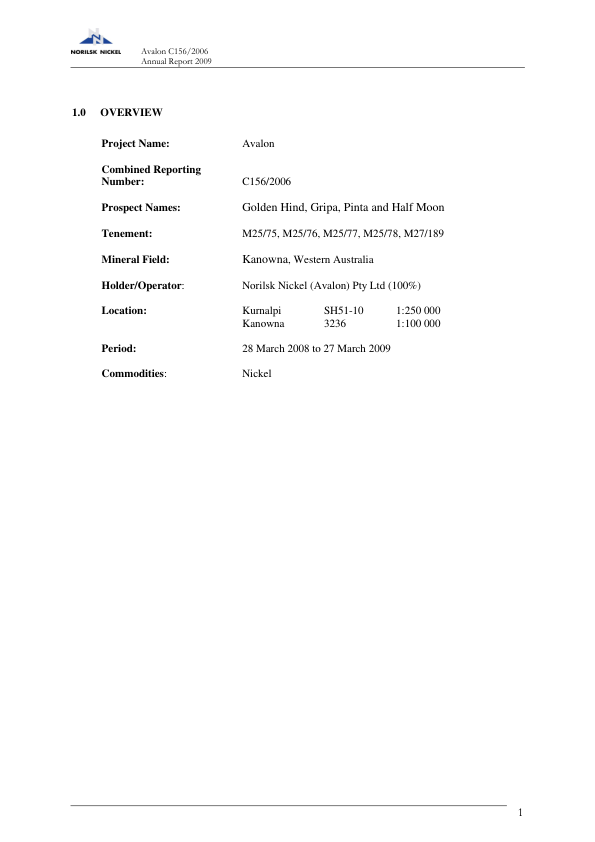 NORILSK NICKEL
Avalon C156/2006
Annual Report 2009
1.0 OVERVIEW
Project Name: Avalon
Combined Reporting
Number: C156/2006
Prospect Names: Golden Hind, Gripa, Pinta and Half Moon
Tenement: M25/75, M25/76, M25/77, M25/78, M27/189
Mineral Field: Kanowna, Western Australia
Holder/Operator: Norilsk Nickel (Avalon) Pty Ltd (100%)
Location: Kurnalpi SH51-10 1:250 000
Kanowna 3236 1:100 000
Period: 28 March 2008 to 27 March 2009
Commodities: Nickel
1